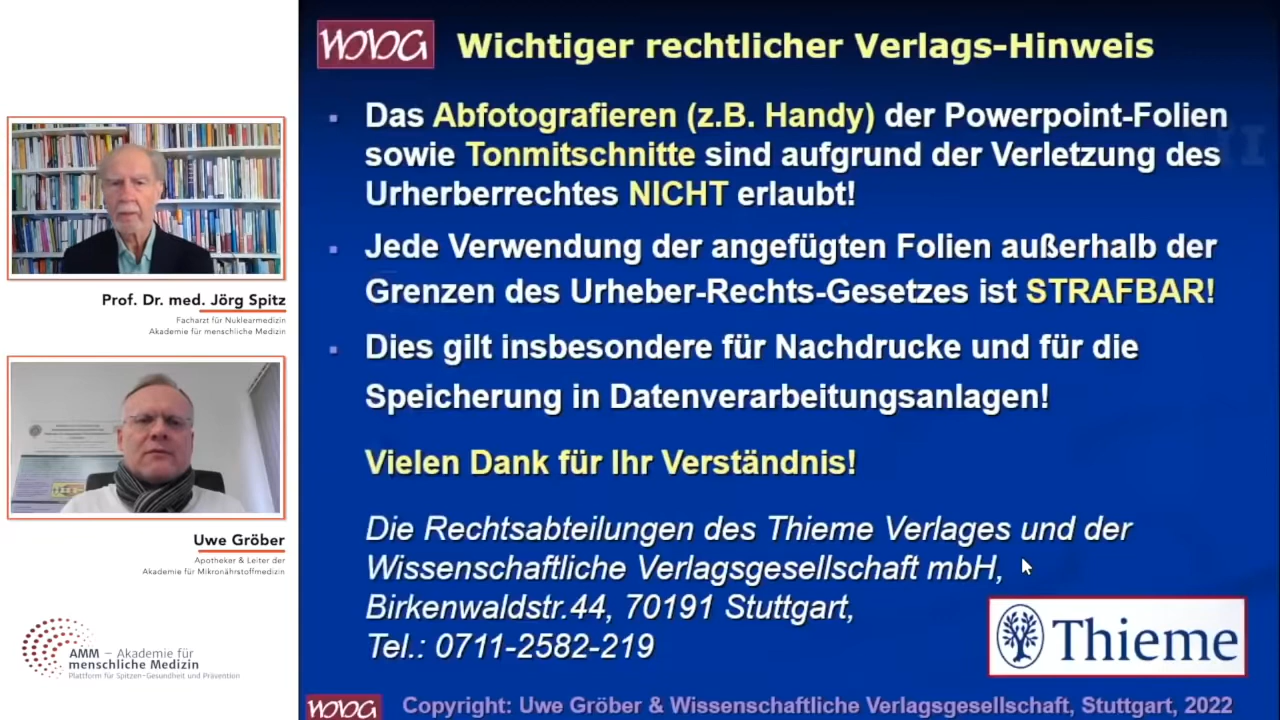 WVG Wichtiger rechtlicher Verlags-Hinweis
Das Abfotografieren (z.B. Handy) der Powerpoint-Folien
sowie Tonmitschnitte sind aufgrund der Verletzung des
Urherberrechtes NICHT erlaubt!
Jede Verwendung der angefügten Folien außerhalb der
Grenzen des Urheber-Rechts-Gesetzes ist STRAFBAR!
Dies gilt insbesondere für Nachdrucke und für die
Speicherung in Datenverarbeitungsanlagen!
Vielen Dank für Ihr Verständnis!
Die Rechtsabteilungen des Thieme Verlages und der
Wissenschaftliche Verlagsgesellschaft mbH,
Birkenwaldstr.44, 70191 Stuttgart,
Tel.: 0711-2582-219
Thieme
WVG Copyright: Uwe Gröber & Wissenschaftliche Verlagsgesellschaft, Stuttgart, 2022
Prof. Dr. med. Jörg Spitz
Facharzt für Nuklearmedizin
Akademie für menschliche Medizin
Uwe Gröber
Apotheker & Leiter der
Akademie für Mikronährstoffmedizin
AMM – Akademie für
menschliche Medizin
Plattform für Spitzen-Gesundheit und Prävention